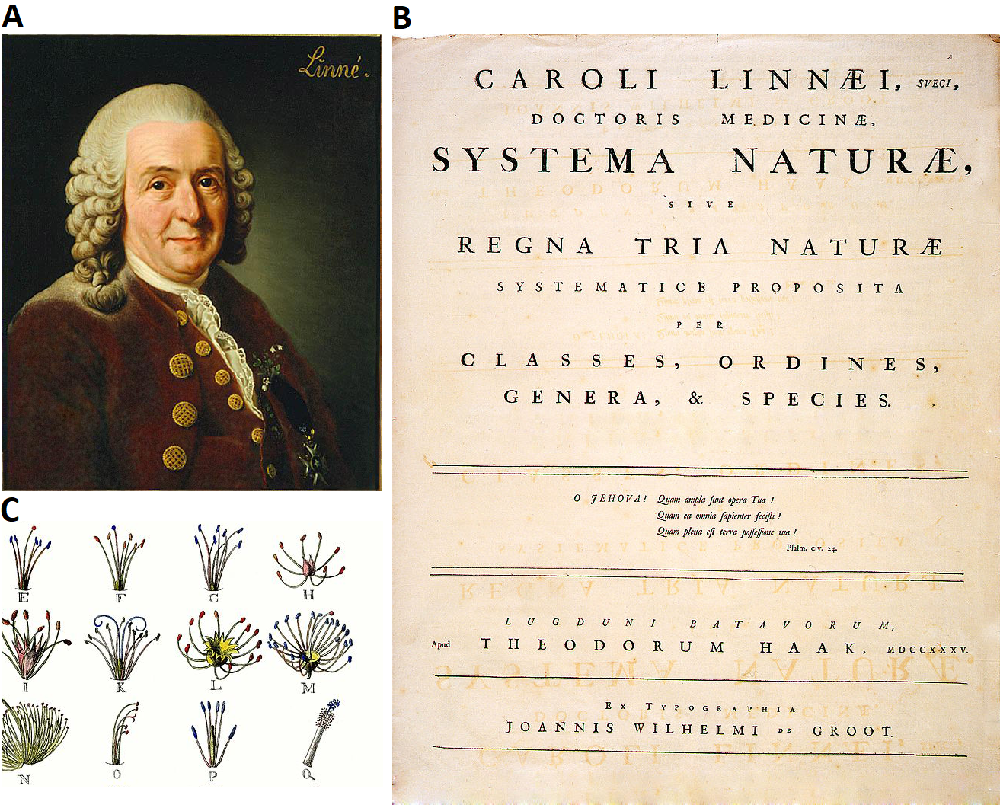 A
Linné.
B
CAROLI LINNÆI, SVECI,
DOCTORIS MEDICINÆ,
SYSTEMA NATURÆ,
SIVE
REGNA TRIA NATURÆ
SYSTEMATICE PROPOSITA
PER
CLASSES, ORDINES,
GENERA, & SPECIES.
O JEHOVA! Quam ampla ſunt opera Tua !
Quam ea omnia ſapienter feciſti !
Quam plena eſt terra poſſeſſione tua !
Pſalm. civ. 24.
LUGDUNI BATAVORUM,
Apud THEODORUM HAAK, MDCCXXXV.
Ex Typographia
JOANNIS WILHELMI DE GROOT.
C
E F G H
I K L M
N O P Q